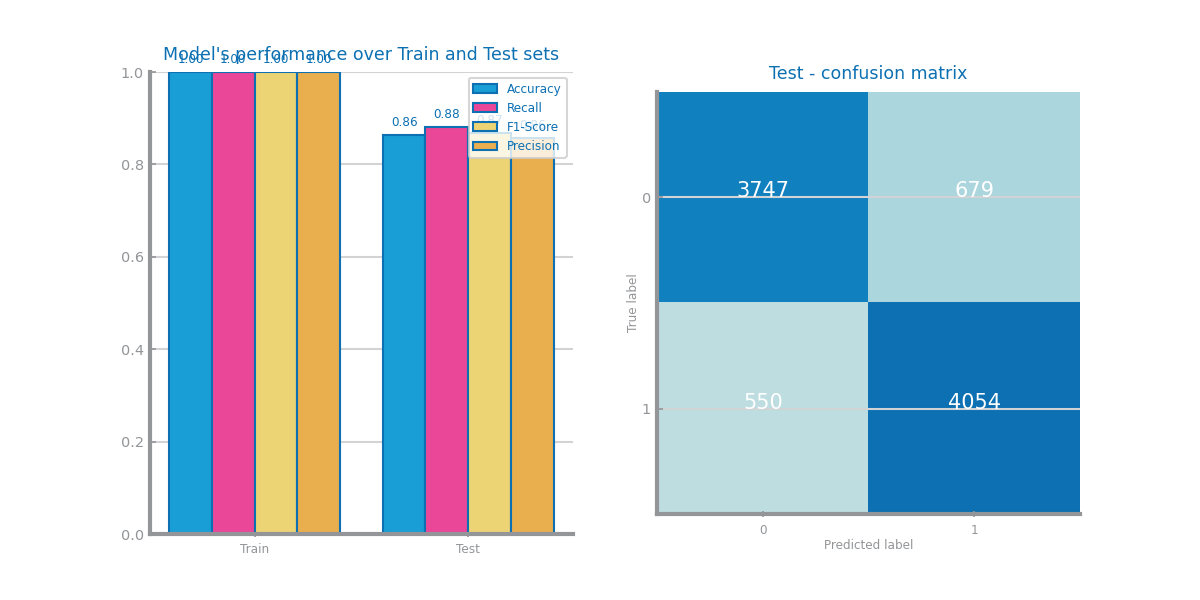 Model's performance over Train and Test sets
1.00 1.00 1.00 1.00
1.0
0.8
0.6
0.4
0.2
0.0
0.86 0.88 0.87
Accuracy
Recall
F1-Score
Precision
Train Test
Test - confusion matrix
3747 679
550 4054
0
1
True label
0 1
Predicted label